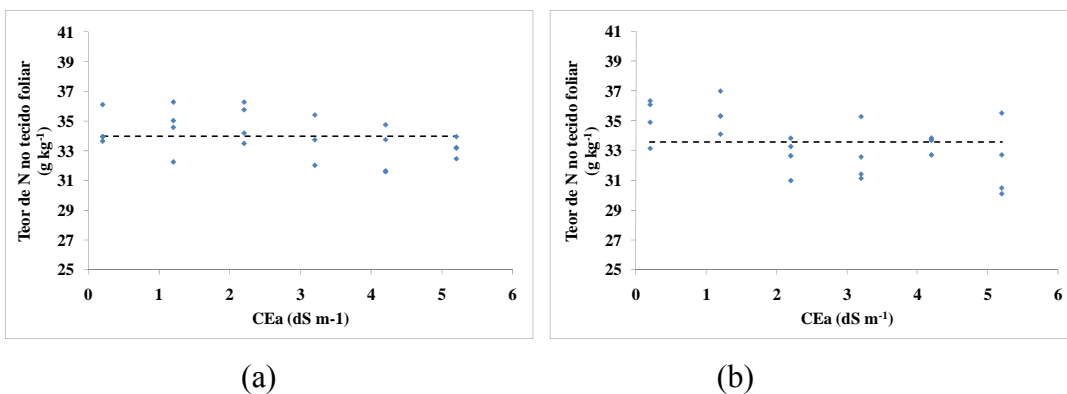 41
39
37
35
33
31
29
27
25
Teor de N no tecido foliar
(g kg⁻¹)
0 1 2 3 4 5 6
CEa (dS m-1)
(a)
41
39
37
35
33
31
29
27
25
Teor de N no tecido foliar
(g kg⁻¹)
0 1 2 3 4 5 6
CEa (dS m⁻¹)
(b)